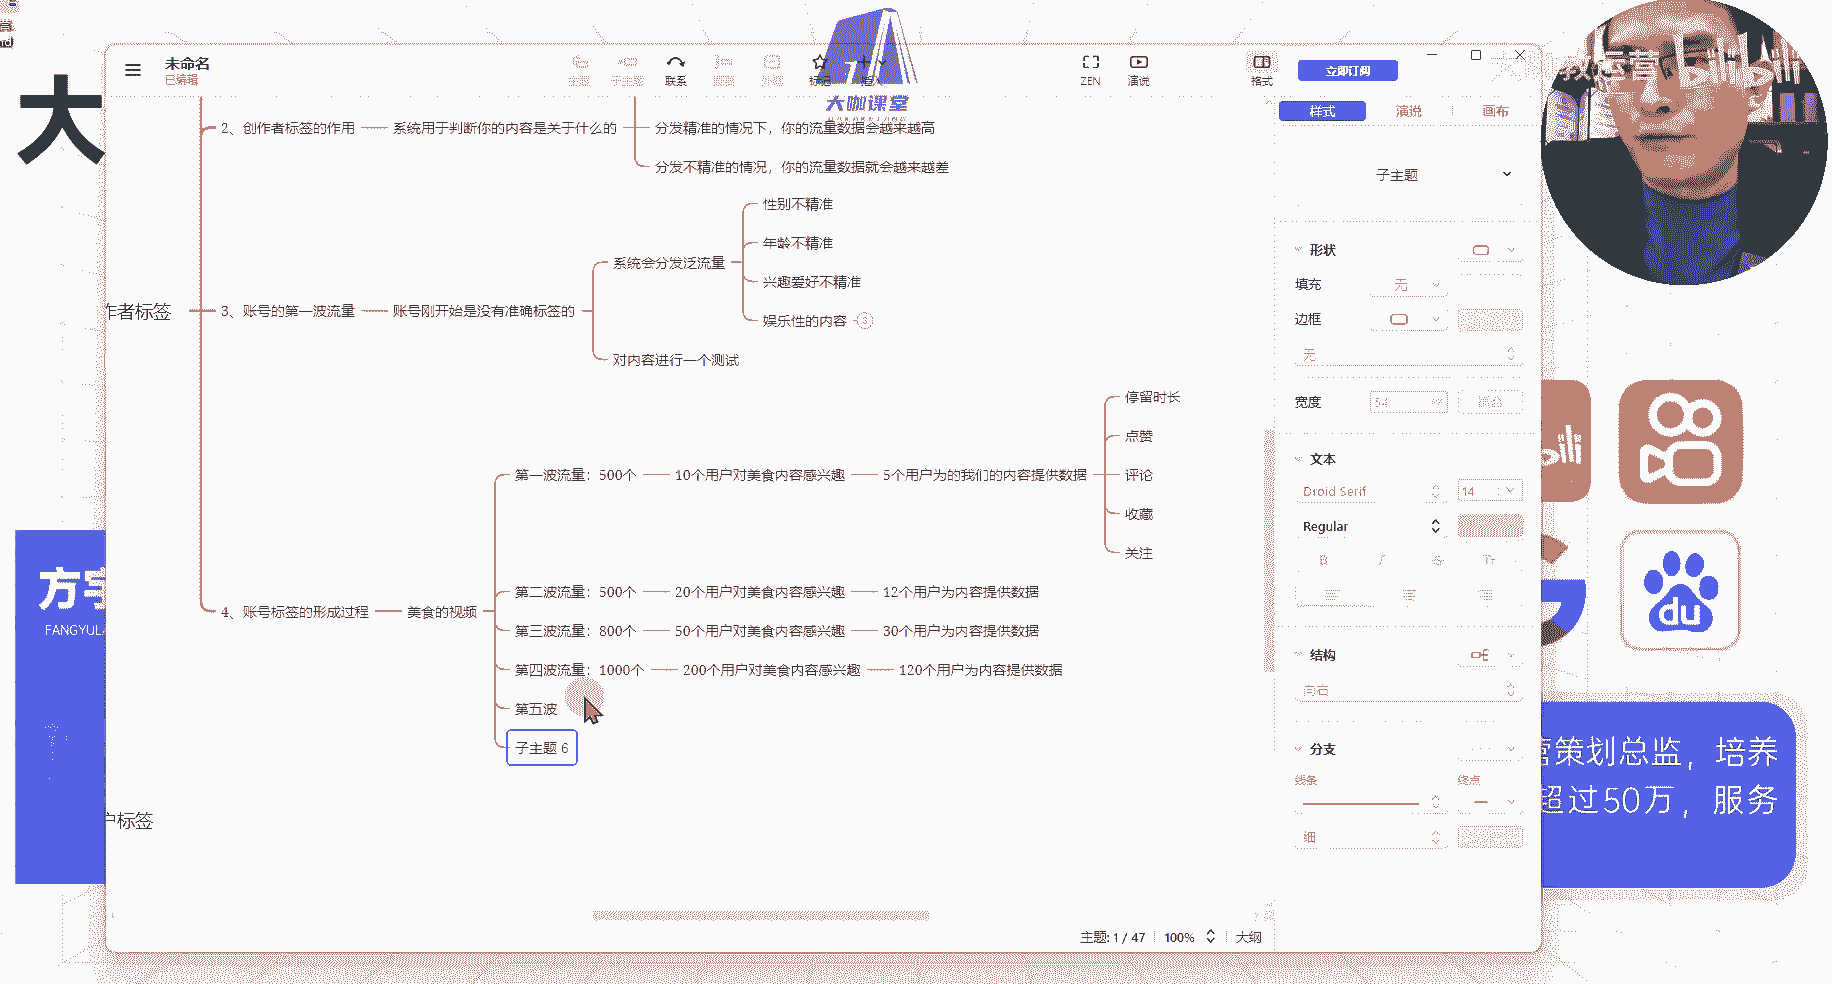 未命名
已编辑
主题
子主题
联系
概要
外框
标记
插入
ZEN
演说
格式
立即订阅
大咖课堂
大
运营
bilibili
2、创作者标签的作用
系统用于判断你的内容是关于什么的
分发精准的情况下，你的流量数据会越来越高
分发不精准的情况，你的流量数据就会越来越差
作者标签
3、账号的第一波流量
账号刚开始是没有准确标签的
系统会分发泛流量
性别不精准
年龄不精准
兴趣爱好不精准
娱乐性的内容
3
对内容进行一个测试
4、账号标签的形成过程
美食的视频
第一波流量：500个
10个用户对美食内容感兴趣
5个用户为的我们的内容提供数据
停留时长
点赞
评论
收藏
关注
第二波流量：500个
20个用户对美食内容感兴趣
12个用户为内容提供数据
第三波流量：800个
50个用户对美食内容感兴趣
30个用户为内容提供数据
第四波流量：1000个
200个用户对美食内容感兴趣
120个用户为内容提供数据
第五波
子主题 6
户标签
样式
演说
画布
子主题
形状
填充
无
边框
无
宽度
54
文本
Droid Serif
14
Regular
B
I
S
Tr
结构
向右
分支
线条
终点
细
主题: 1 / 47
100%
大纲
方宇
FANGYUL
du
营策划总监，培养
超过50万，服务